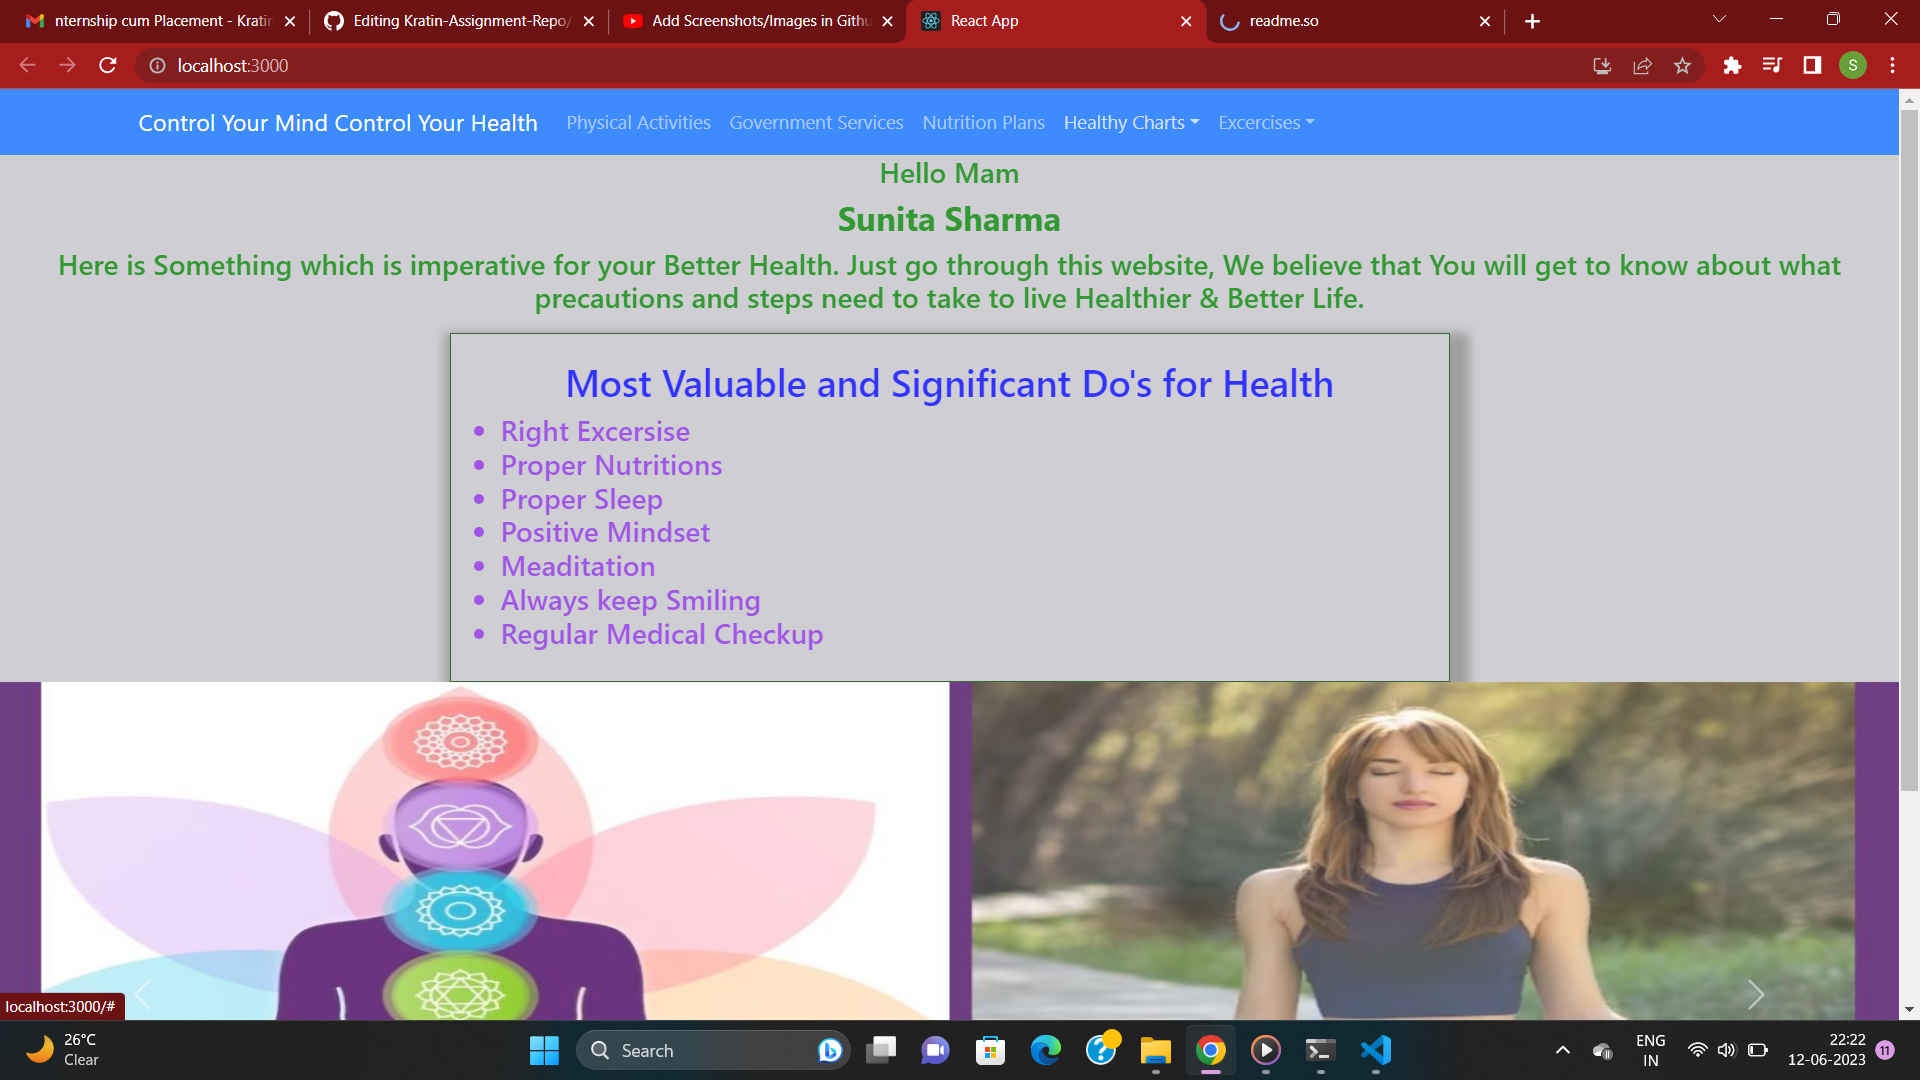 nternship cum Placement - Kratin
Editing Kratin-Assignment-Repo/
Add Screenshots/Images in Githu
React App
readme.so
localhost:3000
S
Control Your Mind Control Your Health
Physical Activities
Government Services
Nutrition Plans
Healthy Charts
Excercises
Hello Mam
Sunita Sharma
Here is Something which is imperative for your Better Health. Just go through this website, We believe that You will get to know about what
precautions and steps need to take to live Healthier & Better Life.
Most Valuable and Significant Do's for Health
Right Excersise
Proper Nutritions
Proper Sleep
Positive Mindset
Meaditation
Always keep Smiling
Regular Medical Checkup
localhost:3000/#
26°C
Clear
Search
ENG
IN
22:22
12-06-2023
11